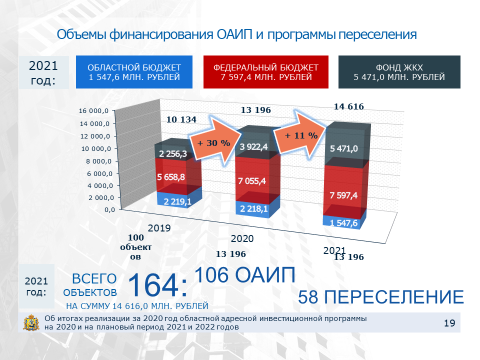 Объемы финансирования ОАИП и программы переселения
2021
год:
ОБЛАСТНОЙ БЮДЖЕТ
1 547,6 МЛН. РУБЛЕЙ
ФЕДЕРАЛЬНЫЙ БЮДЖЕТ
7 597,4 МЛН. РУБЛЕЙ
ФОНД ЖКХ
5 471,0 МЛН. РУБЛЕЙ
16 000,0
14 000,0
12 000,0
10 000,0
8 000,0
6 000,0
4 000,0
2 000,0
0,0
10 134
13 196
14 616
+ 30 %
+ 11 %
2 256,3
5 658,8
2 219,1
3 922,4
7 055,4
2 218,1
5 471,0
7 597,4
1 547,6
2019
2020
2021
100
объект
ов
13 196
13 196
2021
год:
ВСЕГО
ОБЪЕКТОВ
164:
106 ОАИП
58 ПЕРЕСЕЛЕНИЕ
НА СУММУ 14 616,0 МЛН. РУБЛЕЙ
Об итогах реализации за 2020 год областной адресной инвестиционной программы
на 2020 и на плановый период 2021 и 2022 годов
19